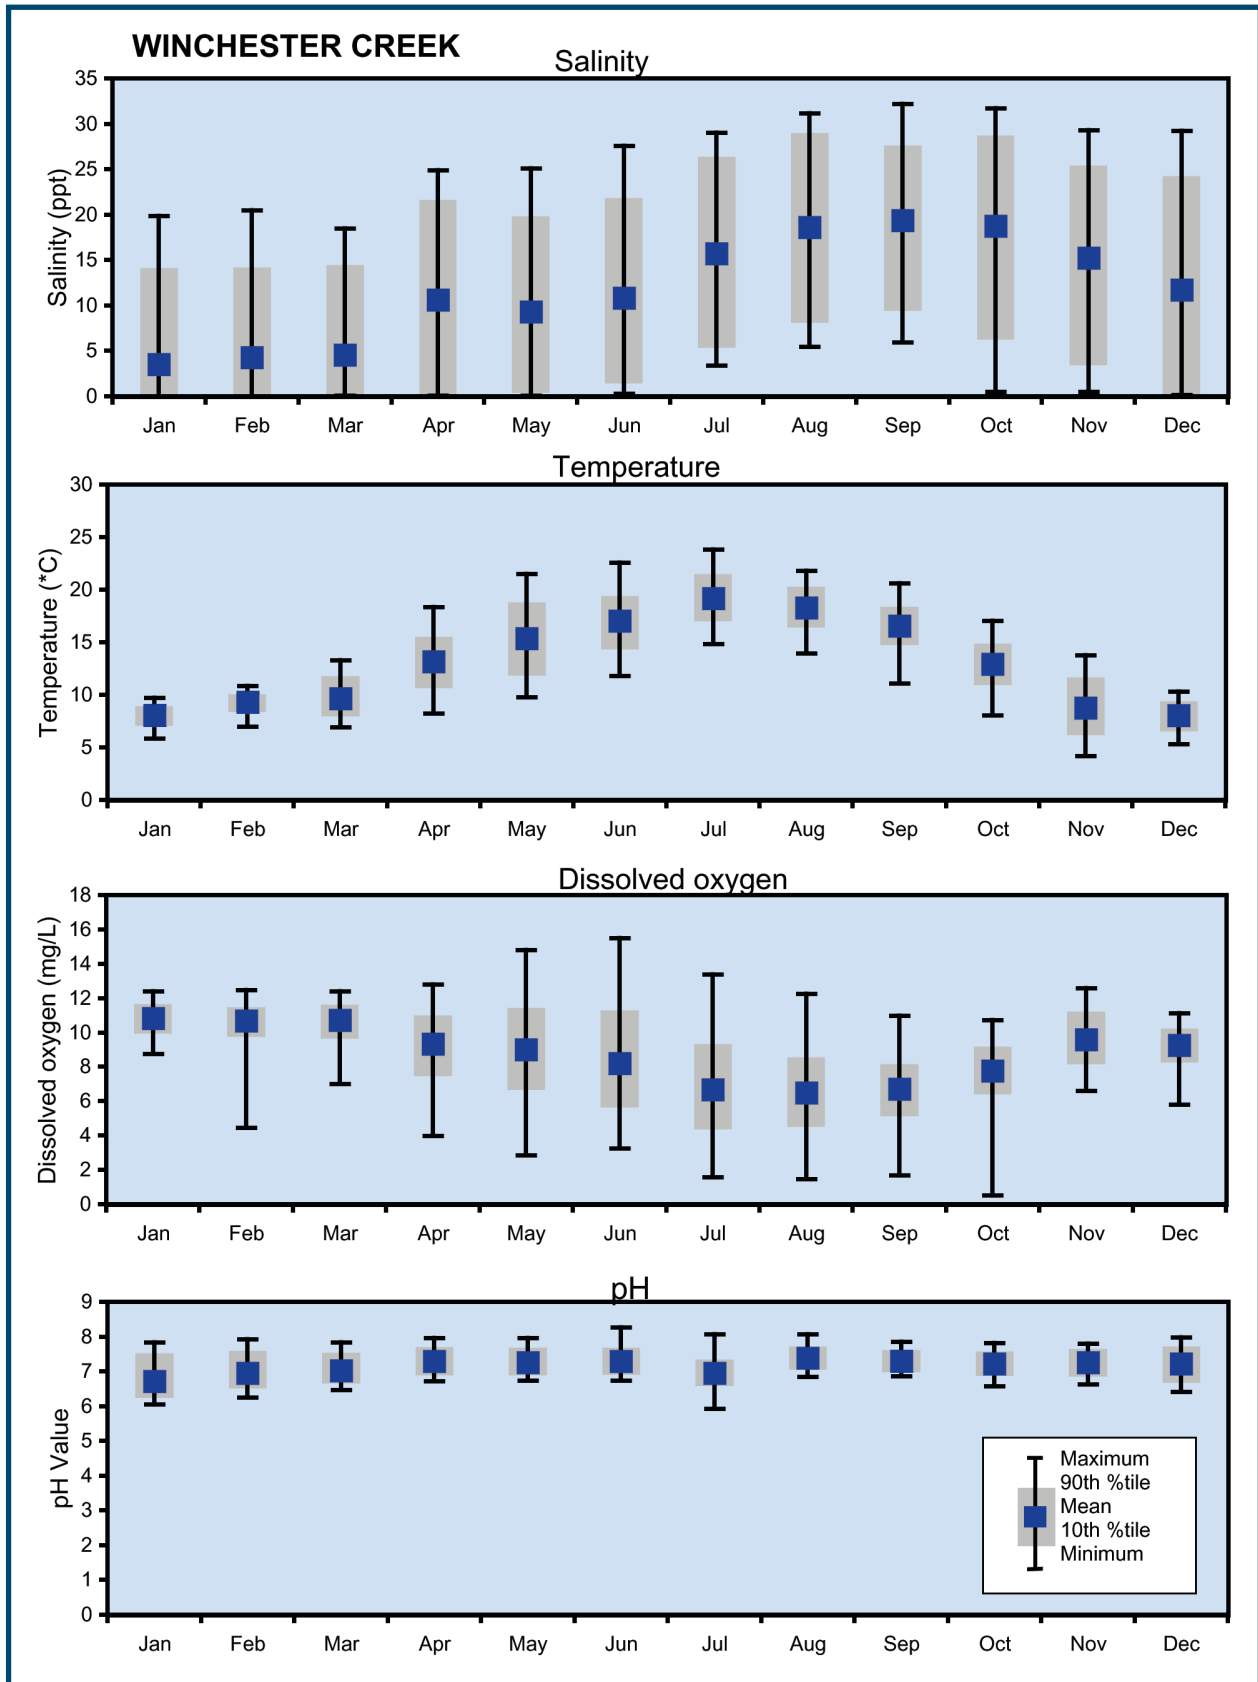 WINCHESTER CREEK
Salinity
Salinity (ppt)
35
30
25
20
15
10
5
0
Jan Feb Mar Apr May Jun Jul Aug Sep Oct Nov Dec
Temperature
Temperature (*C)
30
25
20
15
10
5
0
Jan Feb Mar Apr May Jun Jul Aug Sep Oct Nov Dec
Dissolved oxygen
Dissolved oxygen (mg/L)
18
16
14
12
10
8
6
4
2
0
Jan Feb Mar Apr May Jun Jul Aug Sep Oct Nov Dec
pH
pH Value
9
8
7
6
5
4
3
2
1
0
Maximum
90th %tile
Mean
10th %tile
Minimum
Jan Feb Mar Apr May Jun Jul Aug Sep Oct Nov Dec